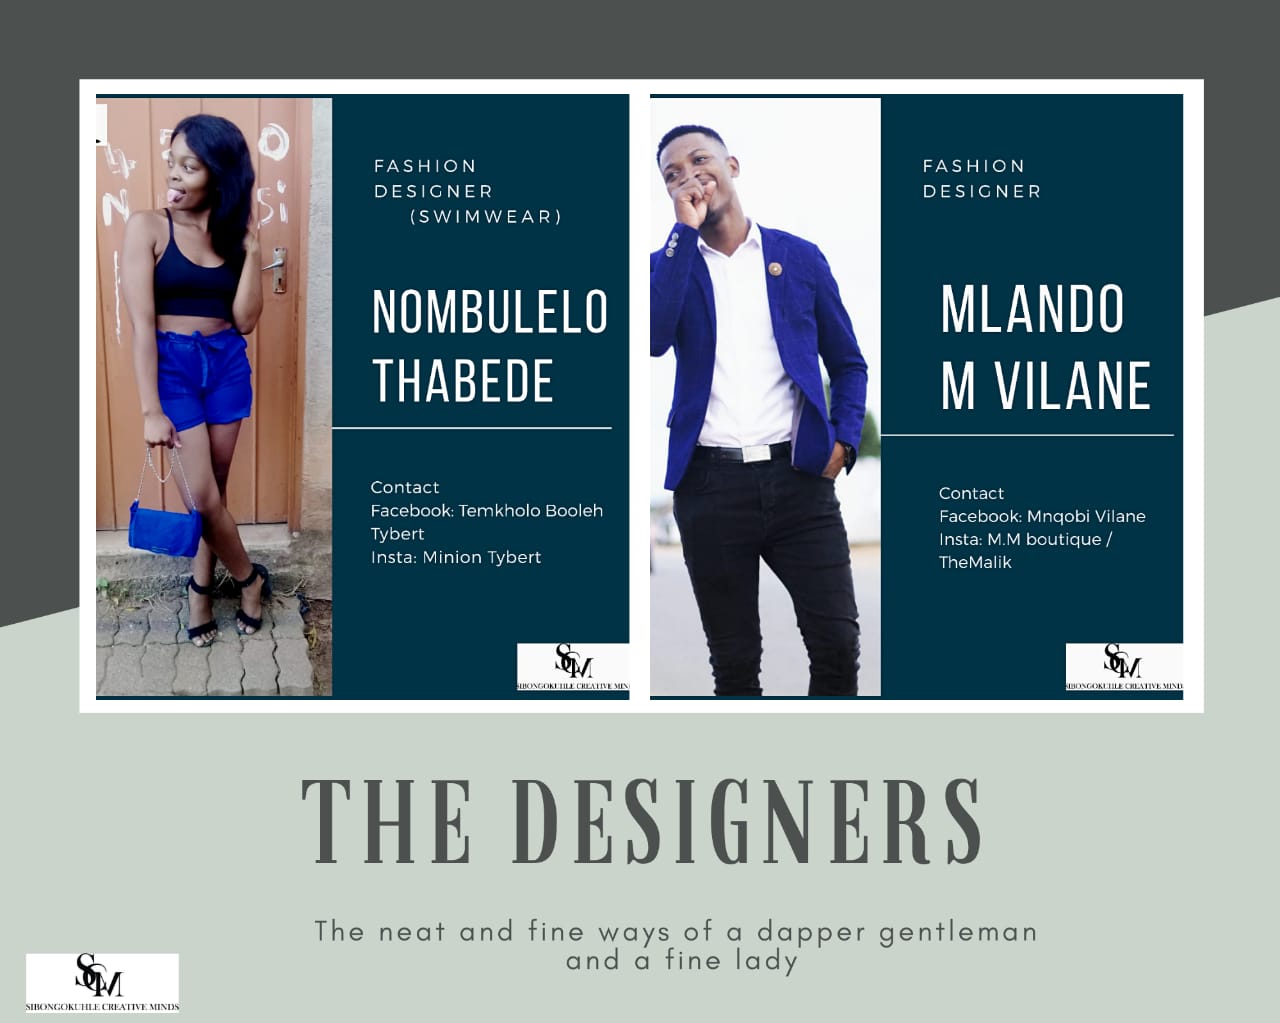 FASHION
DESIGNER
(SWIMWEAR)
NOMBULELO
THABEDE
Contact
Facebook: Temkholo Booleh
Tybert
Insta: Minion Tybert
SCM
SIBONGOKUHLE CREATIVE MIN
FASHION
DESIGNER
MLANDO
M VILANE
Contact
Facebook: Mnqobi Vilane
Insta: M.M boutique /
TheMalik
SCM
SIBONGOKUHLE CREATIVE MIND
THE DESIGNERS
The neat and fine ways of a dapper gentleman
and a fine lady
SCM
SIBONGOKUHLE CREATIVE MINDS